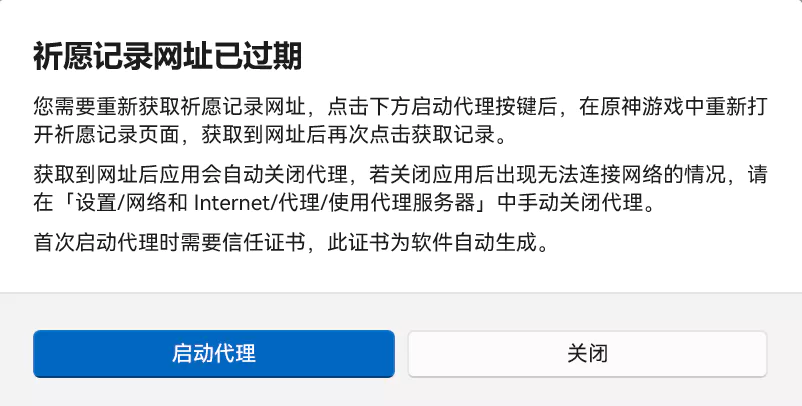 祈愿记录网址已过期
您需要重新获取祈愿记录网址，点击下方启动代理按键后，在原神游戏中重新打
开祈愿记录页面，获取到网址后再次点击获取记录。
获取到网址后应用会自动关闭代理，若关闭应用后出现无法连接网络的情况，请
在「设置/网络和 Internet/代理/使用代理服务器」中手动关闭代理。
首次启动代理时需要信任证书，此证书为软件自动生成。
启动代理
关闭